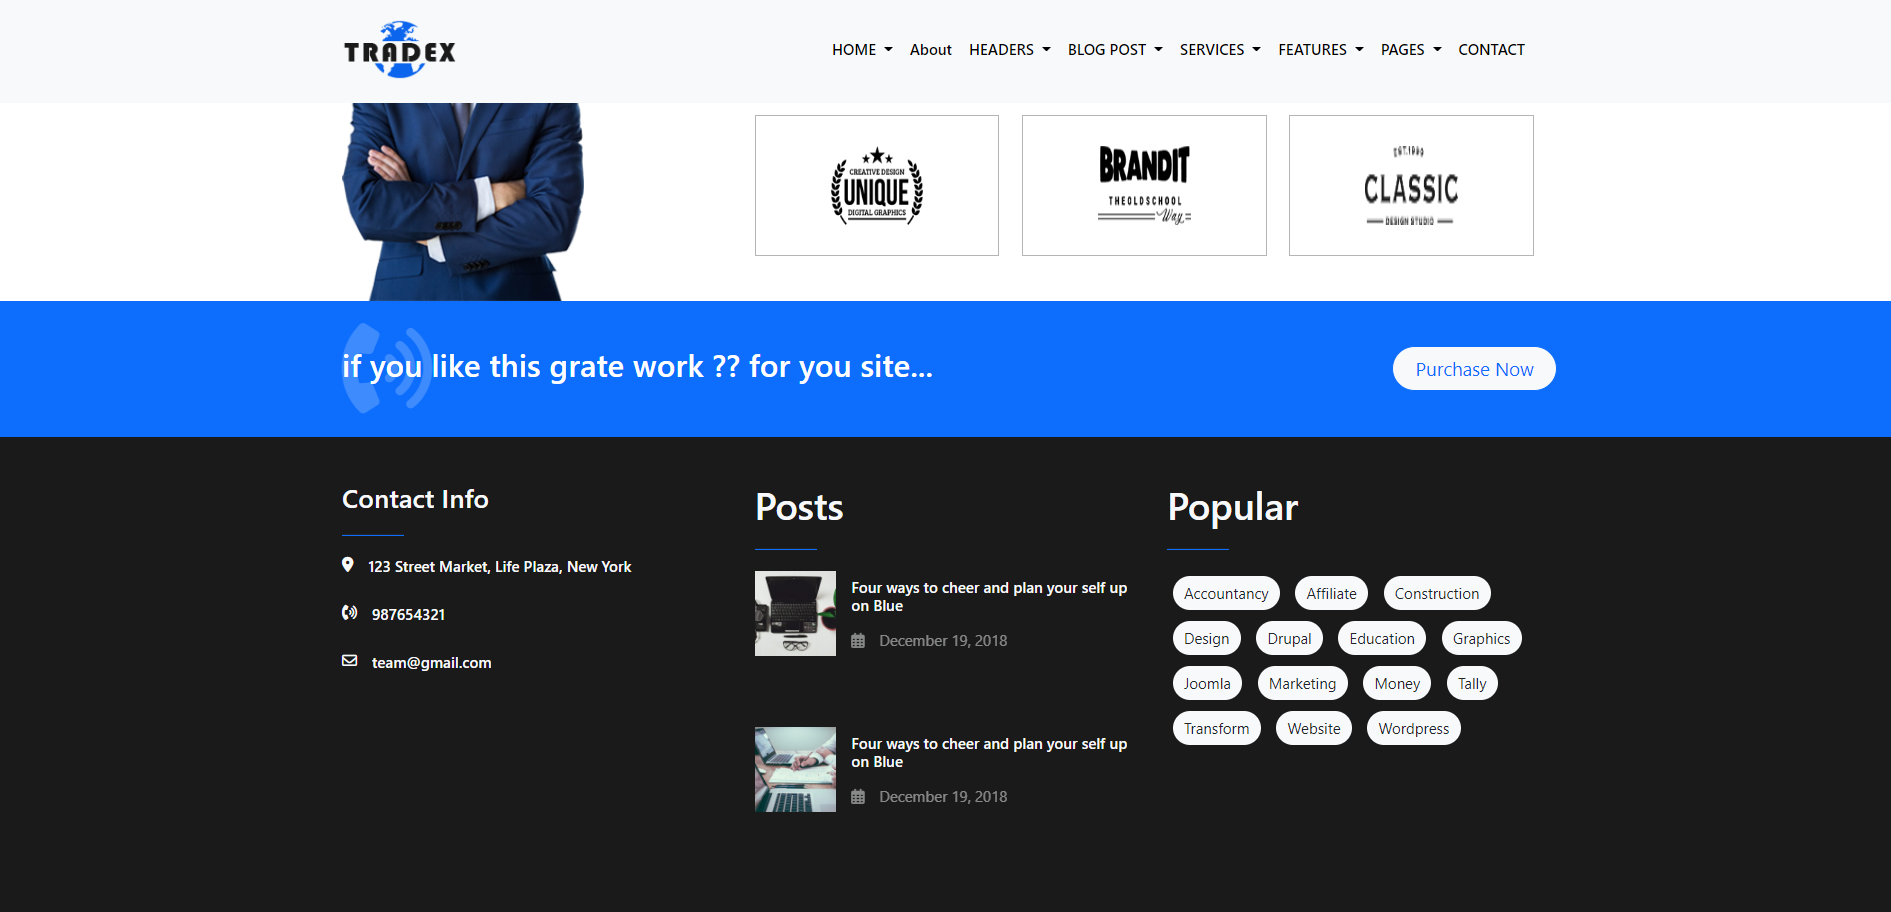 TRADEX
HOME About HEADERS BLOG POST SERVICES FEATURES PAGES CONTACT
CREATIVE DESIGN
UNIQUE
DIGITAL GRAPHICS
BRANDIT
THEOLDSCHOOL
Way
EST.1989
CLASSIC
DESIGN STUDIO
if you like this grate work ?? for you site...
Purchase Now
Contact Info
123 Street Market, Life Plaza, New York
987654321
team@gmail.com
Posts
Four ways to cheer and plan your self up
on Blue
December 19, 2018
Four ways to cheer and plan your self up
on Blue
December 19, 2018
Popular
Accountancy Affiliate Construction
Design Drupal Education Graphics
Joomla Marketing Money Tally
Transform Website Wordpress